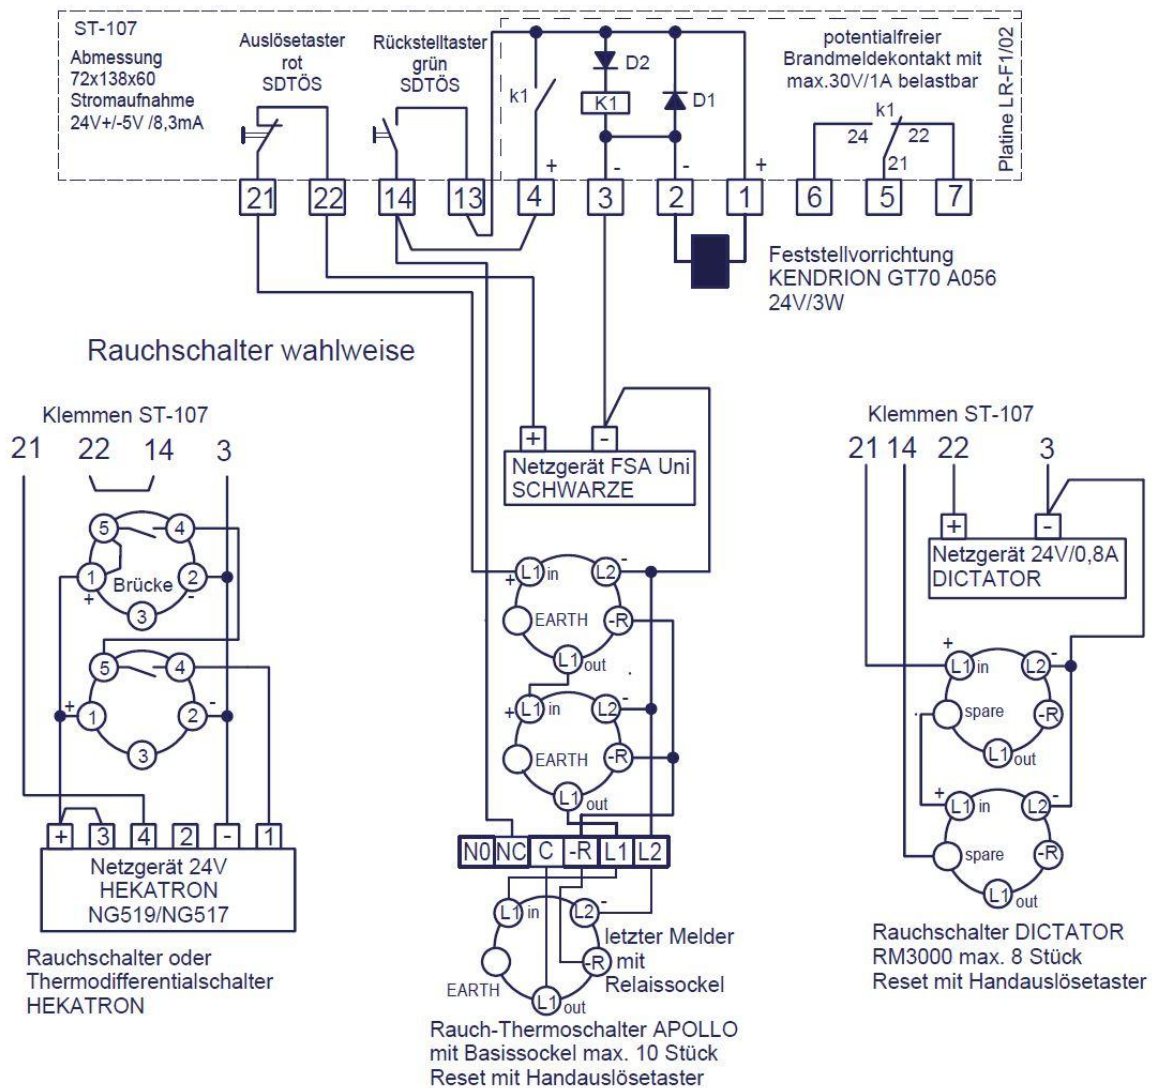 ST-107
Abmessung
72x138x60
Stromaufnahme
24V+/-5V /8,3mA
Auslösetaster
rot
SDTÖS
Rückstelltaster
grün
SDTÖS
k1
D2
K1
D1
potentialfreier
Brandmeldekontakt mit
max.30V/1A belastbar
k1
24
22
21
Platine LR-F1/02
+
-
-
+
21
22
14
13
4
3
2
1
6
5
7
Feststellvorrichtung
KENDRION GT70 A056
24V/3W
Rauchschalter wahlweise
Klemmen ST-107
21 22 14 3
5
4
1
Brücke
2
+
-
3
5
4
+
1
2
-
3
+ 3 4 2 - 1
Netzgerät 24V
HEKATRON
NG519/NG517
Rauchschalter oder
Thermodifferentialschalter
HEKATRON
+
-
Netzgerät FSA Uni
SCHWARZE
+
L1 in
L2
-
EARTH
-R
L1 out
+
L1 in
L2
-
EARTH
-R
L1 out
N0 NC C -R L1 L2
L1 in
L2
-
letzter Melder
mit
Relaissockel
-R
EARTH
L1 out
Rauch-Thermoschalter APOLLO
mit Basissockel max. 10 Stück
Reset mit Handauslösetaster
Klemmen ST-107
21 14 22 3
+
-
Netzgerät 24V/0,8A
DICTATOR
+
L1 in
L2
-
spare
-R
L1 out
+
L1 in
L2
-
spare
-R
L1 out
Rauchschalter DICTATOR
RM3000 max. 8 Stück
Reset mit Handauslösetaster